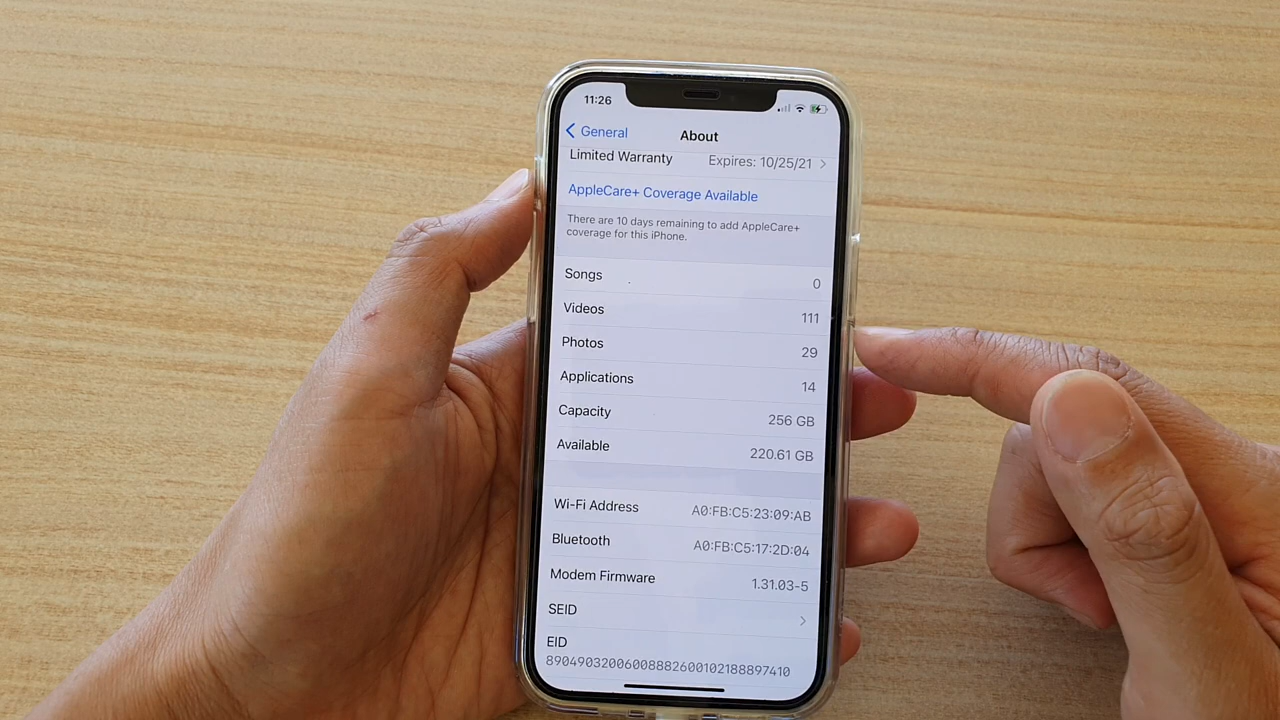 11:26
General
About
Limited Warranty Expires: 10/25/21
AppleCare+ Coverage Available
There are 10 days remaining to add AppleCare+
coverage for this iPhone.
Songs 0
Videos 111
Photos 29
Applications 14
Capacity 256 GB
Available 220.61 GB
Wi-Fi Address A0:FB:C5:23:09:AB
Bluetooth A0:FB:C5:17:2D:04
Modem Firmware 1.31.03-5
SEID
EID
89049032006008882600102188897410